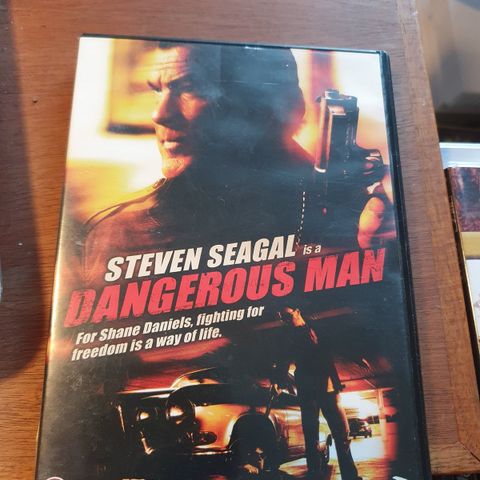 STEVEN SEAGAL is a
DANGEROUS MAN
For Shane Daniels, fighting for
freedom is a way of life.